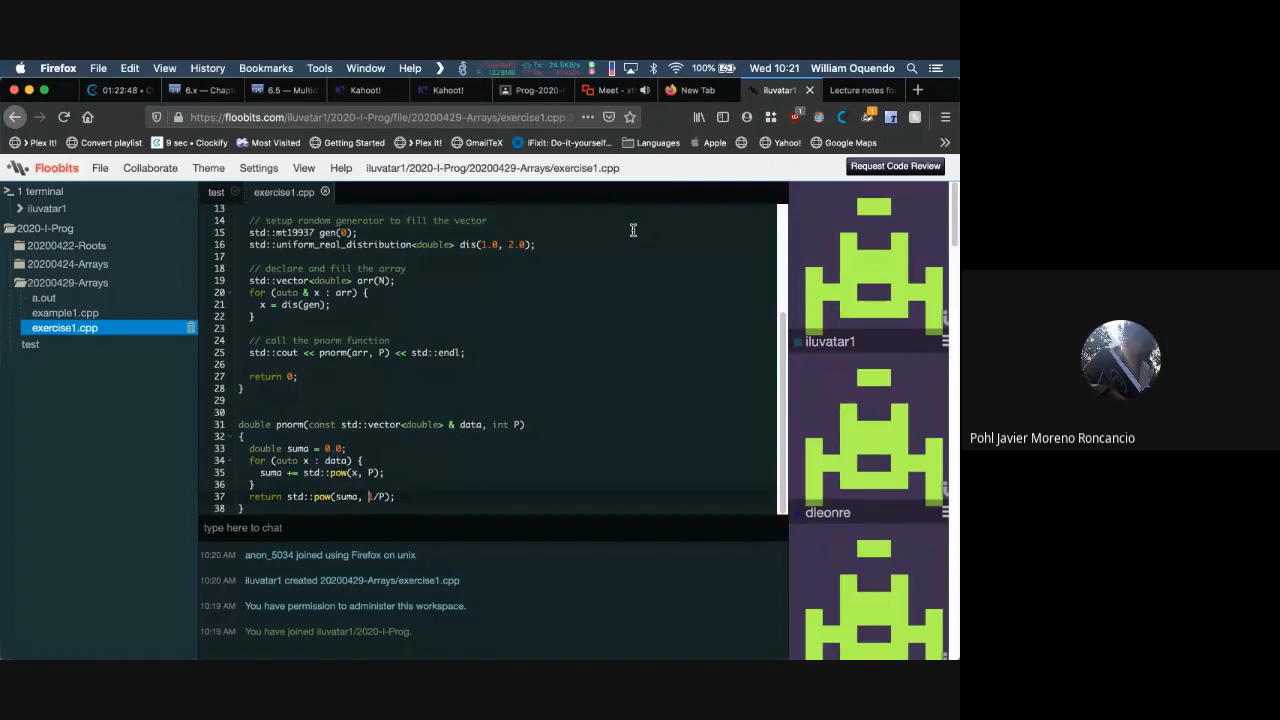 Firefox File Edit View History Bookmarks Tools Window Help 100% Wed 10:21 William Oquendo
01:22:48 • 6.x — Chapt 6.5 — Multi Kahoot! Kahoot! Prog-2020- Meet - x New Tab iluvatar1 Lecture notes fo
https://floobits.com/iluvatar1/2020-I-Prog/file/20200429-Arrays/exercise1.cpp:
Plex It! Convert playlist 9 sec • Clockify Most Visited Getting Started Plex It! GmailTeX iFixit: Do-it-yourself... Languages Apple Yahoo! Google Maps
Floobits File Collaborate Theme Settings View Help iluvatar1/2020-I-Prog/20200429-Arrays/exercise1.cpp Request Code Review
1 terminal
iluvatar1
2020-I-Prog
20200422-Roots
20200424-Arrays
20200429-Arrays
a.out
example1.cpp
exercise1.cpp
test
test exercise1.cpp
13
14 // setup random generator to fill the vector
15 std::mt19937 gen(0);
16 std::uniform_real_distribution<double> dis(1.0, 2.0);
17
18 // declare and fill the array
19 std::vector<double> arr(N);
20 for (auto & x : arr) {
21 x = dis(gen);
22 }
23
24 // call the pnorm function
25 std::cout << pnorm(arr, P) << std::endl;
26
27 return 0;
28 }
29
30
31 double pnorm(const std::vector<double> & data, int P)
32 {
33 double suma = 0.0;
34 for (auto x : data) {
35 suma += std::pow(x, P);
36 }
37 return std::pow(suma, 1/P);
38 }
type here to chat
10:20 AM anon_5034 joined using Firefox on unix
10:20 AM iluvatar1 created 20200429-Arrays/exercise1.cpp
10:19 AM You have permission to administer this workspace.
10:19 AM You have joined iluvatar1/2020-I-Prog.
iluvatar1
dleonre
Pohl Javier Moreno Roncancio